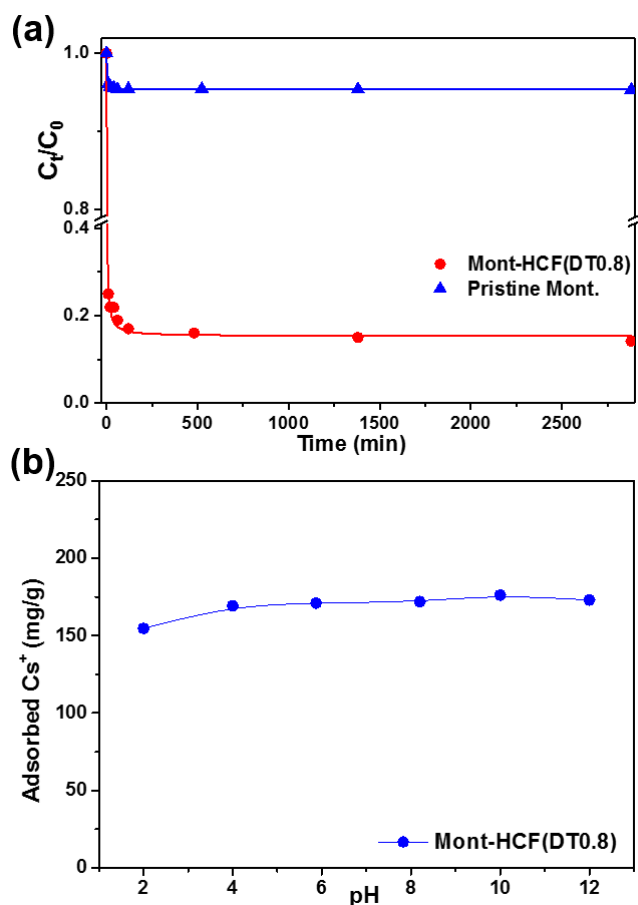 (a)
1.0
0.8
0.4
0.2
0.0
Cₜ/C₀
Mont-HCF(DT0.8)
Pristine Mont.
0 500 1000 1500 2000 2500
Time (min)
(b)
250
200
150
100
50
0
Adsorbed Cs⁺ (mg/g)
Mont-HCF(DT0.8)
2 4 6 8 10 12
pH